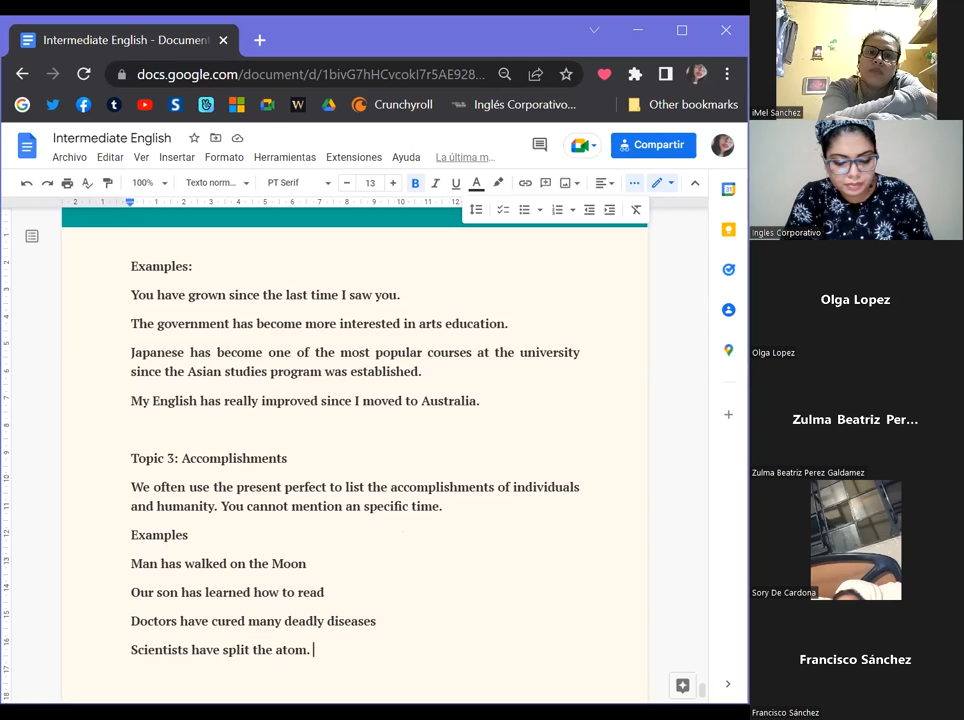 Intermediate English - Document
docs.google.com/document/d/1bivG7hHCvcokI7r5AE928...
Crunchyroll
Inglés Corporativo...
Other bookmarks
Intermediate English
Archivo Editar Ver Insertar Formato Herramientas Extensiones Ayuda La última m...
Compartir
100% Texto norm... PT Serif 13
Examples:
You have grown since the last time I saw you.
The government has become more interested in arts education.
Japanese has become one of the most popular courses at the university
since the Asian studies program was established.
My English has really improved since I moved to Australia.
Topic 3: Accomplishments
We often use the present perfect to list the accomplishments of individuals
and humanity. You cannot mention an specific time.
Examples
Man has walked on the Moon
Our son has learned how to read
Doctors have cured many deadly diseases
Scientists have split the atom.
iMel Sanchez
Ingles Corporativo
Olga Lopez
Olga Lopez
Zulma Beatriz Per...
Zulma Beatriz Perez Galdamez
Sory De Cardona
Francisco Sánchez
Francisco Sánchez